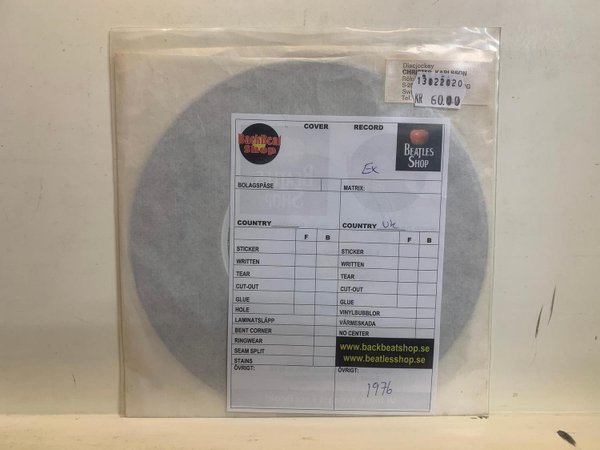 Discjockey
CHRISTER KARLSSON
13022020
KR 60.00
Tel.
COVER RECORD
BackBeat
Shop
BEATLES
SHOP
Ex
BOLAGSPÅSE MATRIX:
COUNTRY COUNTRY UK
F B F B
STICKER STICKER
WRITTEN WRITTEN
TEAR TEAR
CUT-OUT CUT-OUT
GLUE GLUE
HOLE VINYLBUBBLOR
LAMINATSLÄPP VÄRMESKADA
BENT CORNER NO CENTER
RINGWEAR www.backbeatshop.se
SEAM SPLIT www.beatlesshop.se
STAINS
ÖVRIGT: ÖVRIGT:
1976